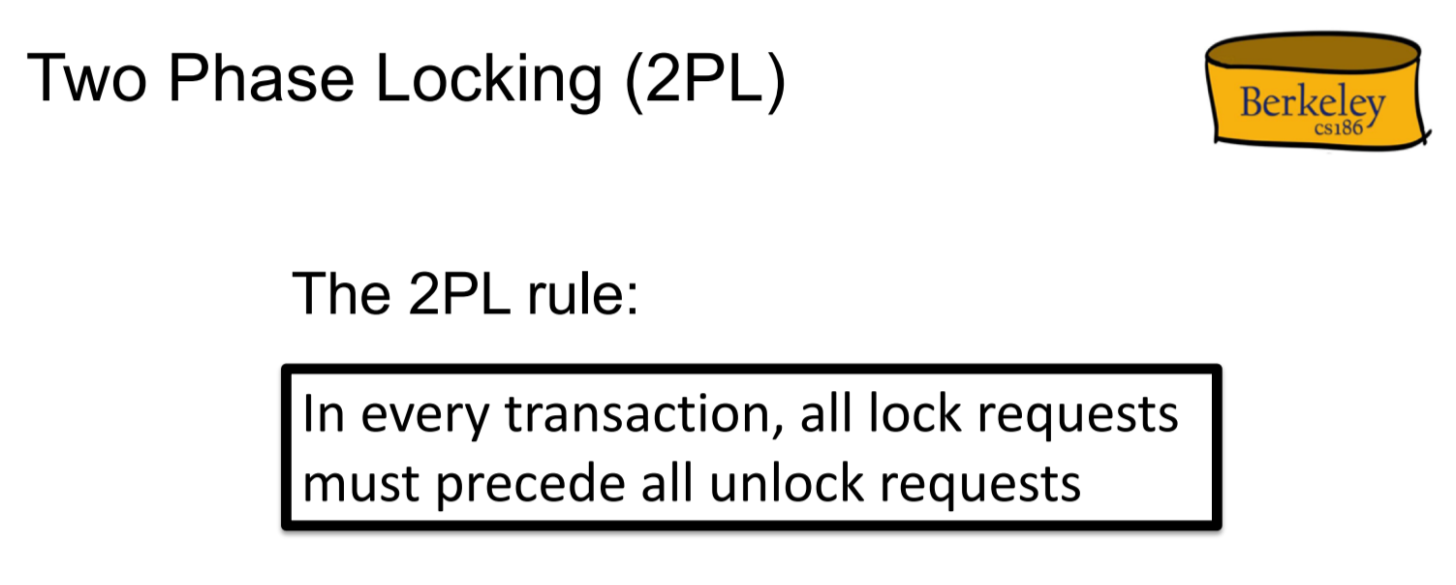 Two Phase Locking (2PL)
Berkeley
cs186
The 2PL rule:
In every transaction, all lock requests
must precede all unlock requests